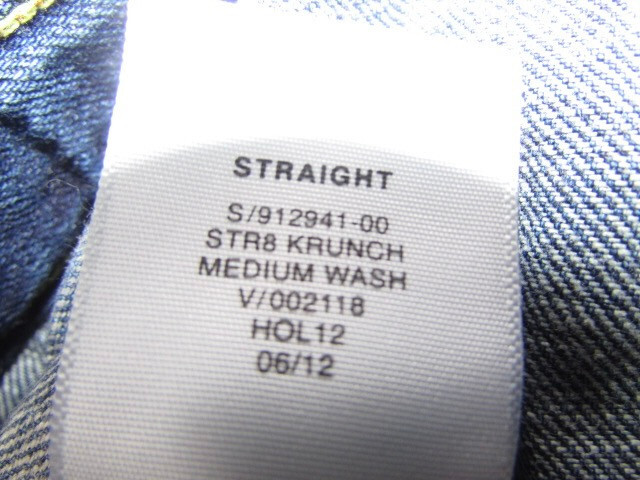 STRAIGHT
S/912941-00
STR8 KRUNCH
MEDIUM WASH
V/002118
HOL12
06/12